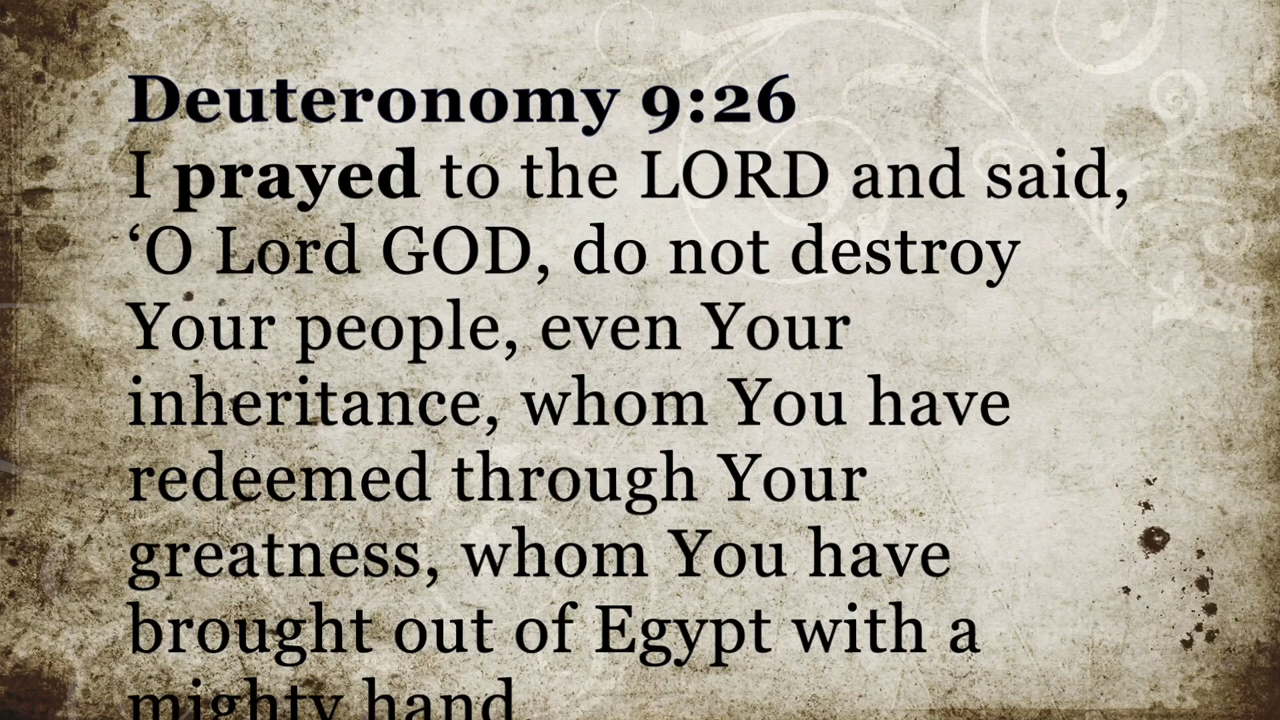 Deuteronomy 9:26
I prayed to the LORD and said,
‘O Lord GOD, do not destroy
Your people, even Your
inheritance, whom You have
redeemed through Your
greatness, whom You have
brought out of Egypt with a
mighty hand.